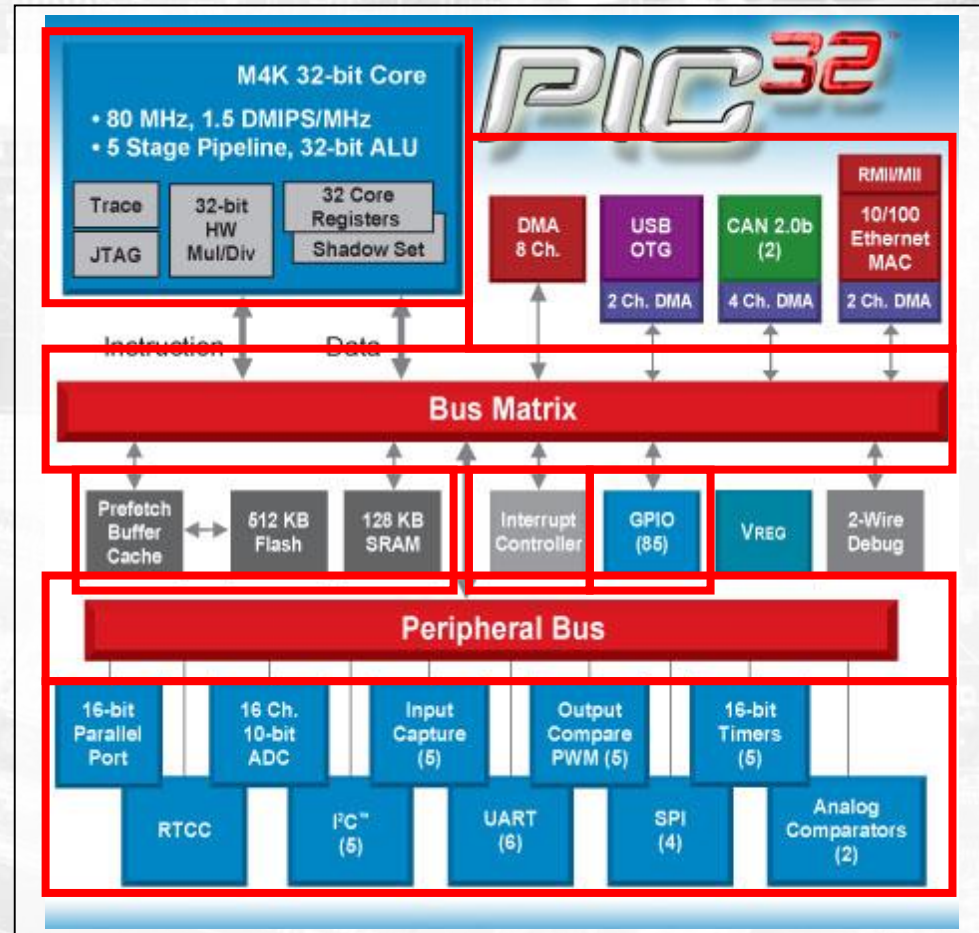 PIC32™
M4K 32-bit Core
• 80 MHz, 1.5 DMIPS/MHz
• 5 Stage Pipeline, 32-bit ALU
Trace
JTAG
32-bit
HW
Mul/Div
32 Core
Registers
Shadow Set
DMA
8 Ch.
USB
OTG
2 Ch. DMA
CAN 2.0b
(2)
4 Ch. DMA
RMII/MII
10/100
Ethernet
MAC
2 Ch. DMA
Instruction
Data
Bus Matrix
Prefetch
Buffer
Cache
512 KB
Flash
128 KB
SRAM
Interrupt
Controller
GPIO
(85)
VREG
2-Wire
Debug
Peripheral Bus
16-bit
Parallel
Port
16 Ch.
10-bit
ADC
Input
Capture
(5)
Output
Compare
PWM (5)
16-bit
Timers
(5)
RTCC
I²C™
(5)
UART
(6)
SPI
(4)
Analog
Comparators
(2)